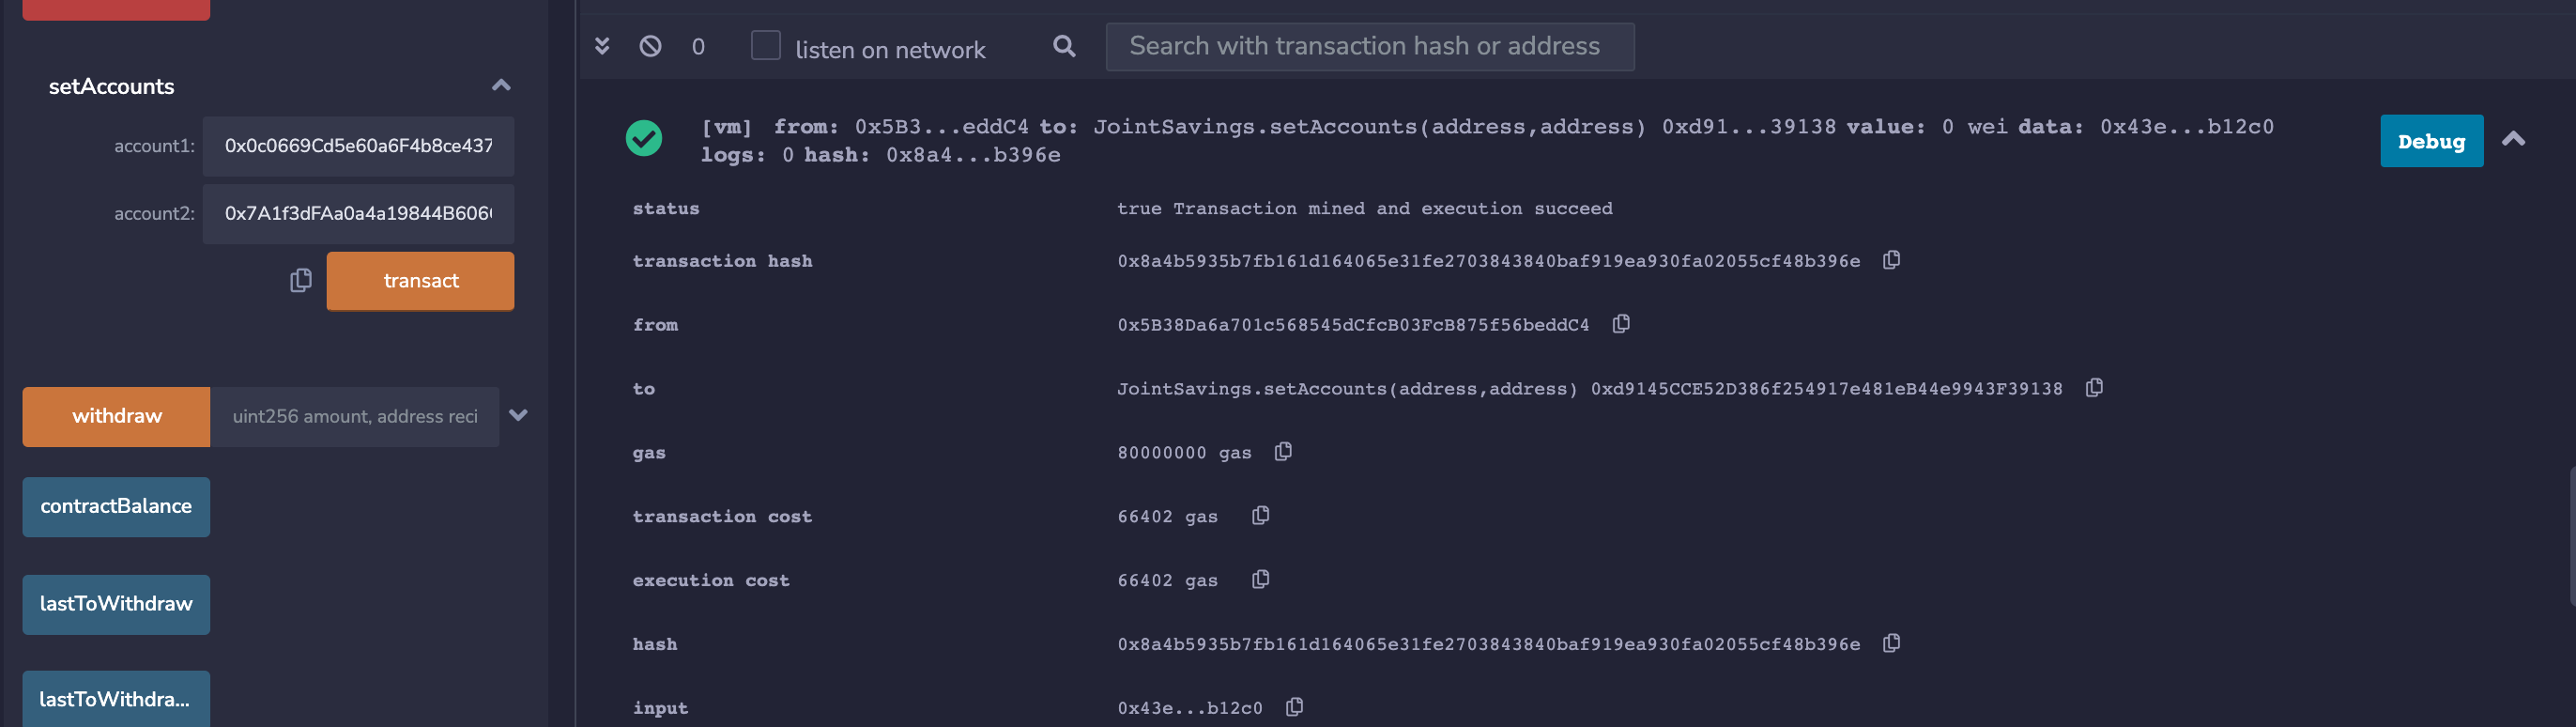 setAccounts
account1: 0x0c0669Cd5e60a6F4b8ce437
account2: 0x7A1f3dFAa0a4a19844B606
transact
withdraw uint256 amount, address reci
contractBalance
lastToWithdraw
lastToWithdra...
0 listen on network Search with transaction hash or address
[vm] from: 0x5B3...eddC4 to: JointSavings.setAccounts(address,address) 0xd91...39138 value: 0 wei data: 0x43e...b12c0
logs: 0 hash: 0x8a4...b396e
Debug
status true Transaction mined and execution succeed
transaction hash 0x8a4b5935b7fb161d164065e31fe2703843840baf919ea930fa02055cf48b396e
from 0x5B38Da6a701c568545dCfcB03FcB875f56beddC4
to JointSavings.setAccounts(address,address) 0xd9145CCE52D386f254917e481eB44e9943F39138
gas 80000000 gas
transaction cost 66402 gas
execution cost 66402 gas
hash 0x8a4b5935b7fb161d164065e31fe2703843840baf919ea930fa02055cf48b396e
input 0x43e...b12c0